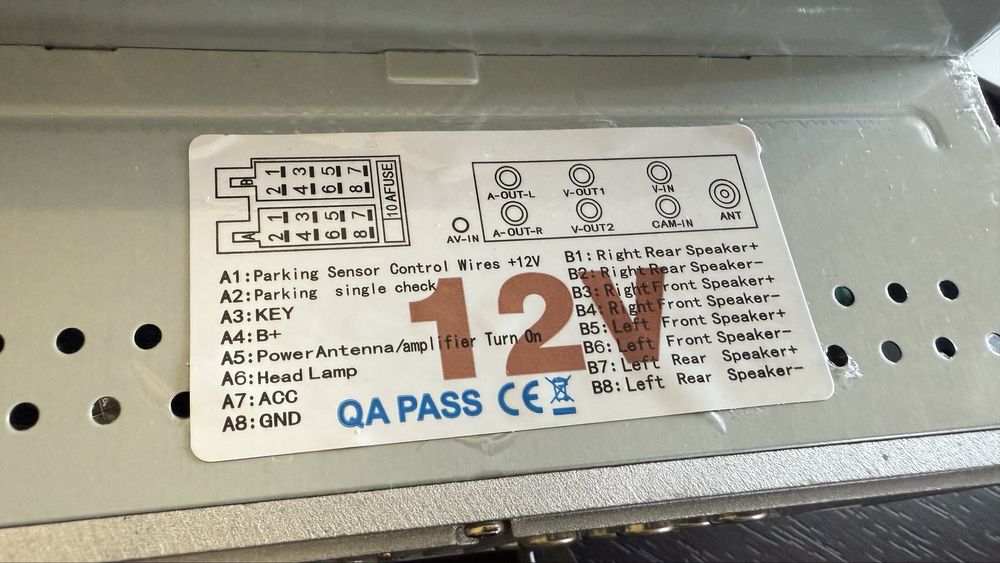 B 1 3 5 7
2 4 6 8
A 1 3 5 7
2 4 6 8
10AFUSE
AV-IN
A-OUT-L V-OUT1 V-IN
A-OUT-R V-OUT2 CAM-IN ANT
A1:Parking Sensor Control Wires +12V
A2:Parking single check
A3:KEY
A4:B+
A5:PowerAntenna/amplifier Turn On
A6:Head Lamp
A7:ACC
A8:GND
B1:Right Rear Speaker+
B2:Right Rear Speaker-
B3:Right Front Speaker+
B4:Right Front Speaker-
B5:Left Front Speaker+
B6:Left Front Speaker-
B7:Left Rear Speaker+
B8:Left Rear Speaker-
12V
QA PASS CE